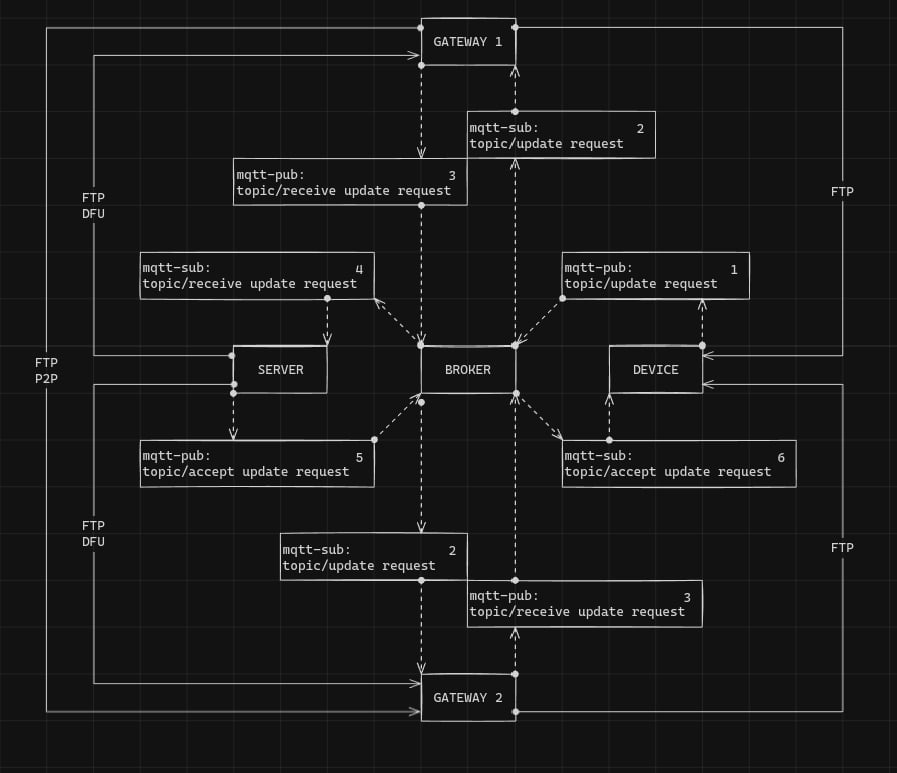 GATEWAY 1
mqtt-sub: 2
topic/update request
mqtt-pub: 3
topic/receive update request
FTP
DFU
FTP
mqtt-sub: 4
topic/receive update request
mqtt-pub: 1
topic/update request
FTP
P2P
SERVER
BROKER
DEVICE
mqtt-pub: 5
topic/accept update request
mqtt-sub: 6
topic/accept update request
FTP
DFU
FTP
mqtt-sub: 2
topic/update request
mqtt-pub: 3
topic/receive update request
GATEWAY 2